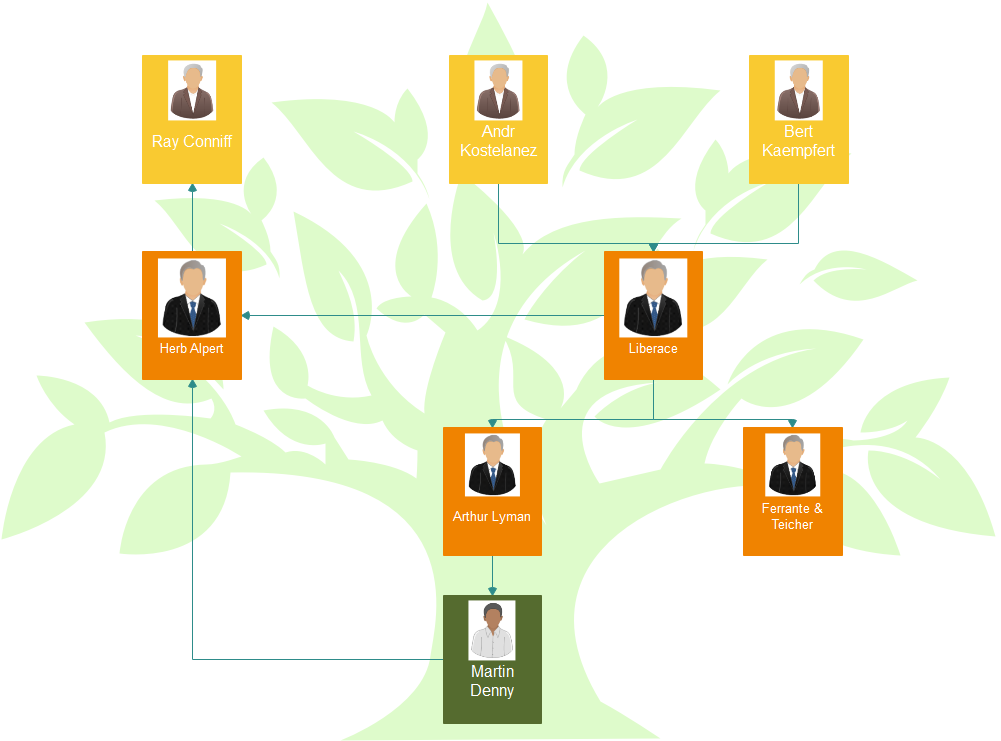 Ray Conniff
Andr
Kostelanez
Bert
Kaempfert
Herb Alpert
Liberace
Arthur Lyman
Ferrante &
Teicher
Martin
Denny